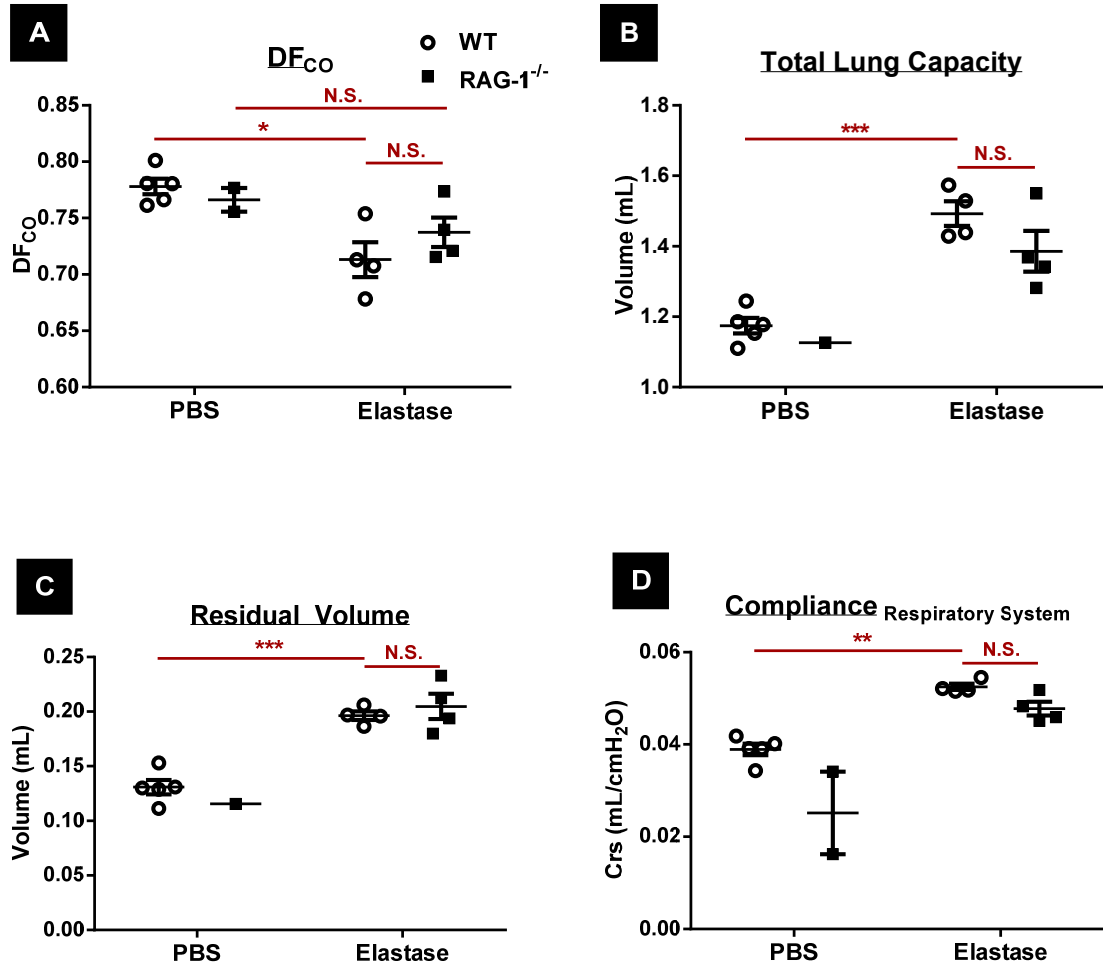 A
DF_CO
WT
RAG-1^-/-
N.S.
*
N.S.
0.85
0.80
0.75
0.70
0.65
0.60
DF_CO
PBS
Elastase
B
Total Lung Capacity
***
N.S.
1.8
1.6
1.4
1.2
1.0
Volume (mL)
PBS
Elastase
C
Residual Volume
***
N.S.
0.25
0.20
0.15
0.10
0.05
0.00
Volume (mL)
PBS
Elastase
D
Compliance Respiratory System
**
N.S.
0.06
0.04
0.02
0.00
Crs (mL/cmH₂O)
PBS
Elastase